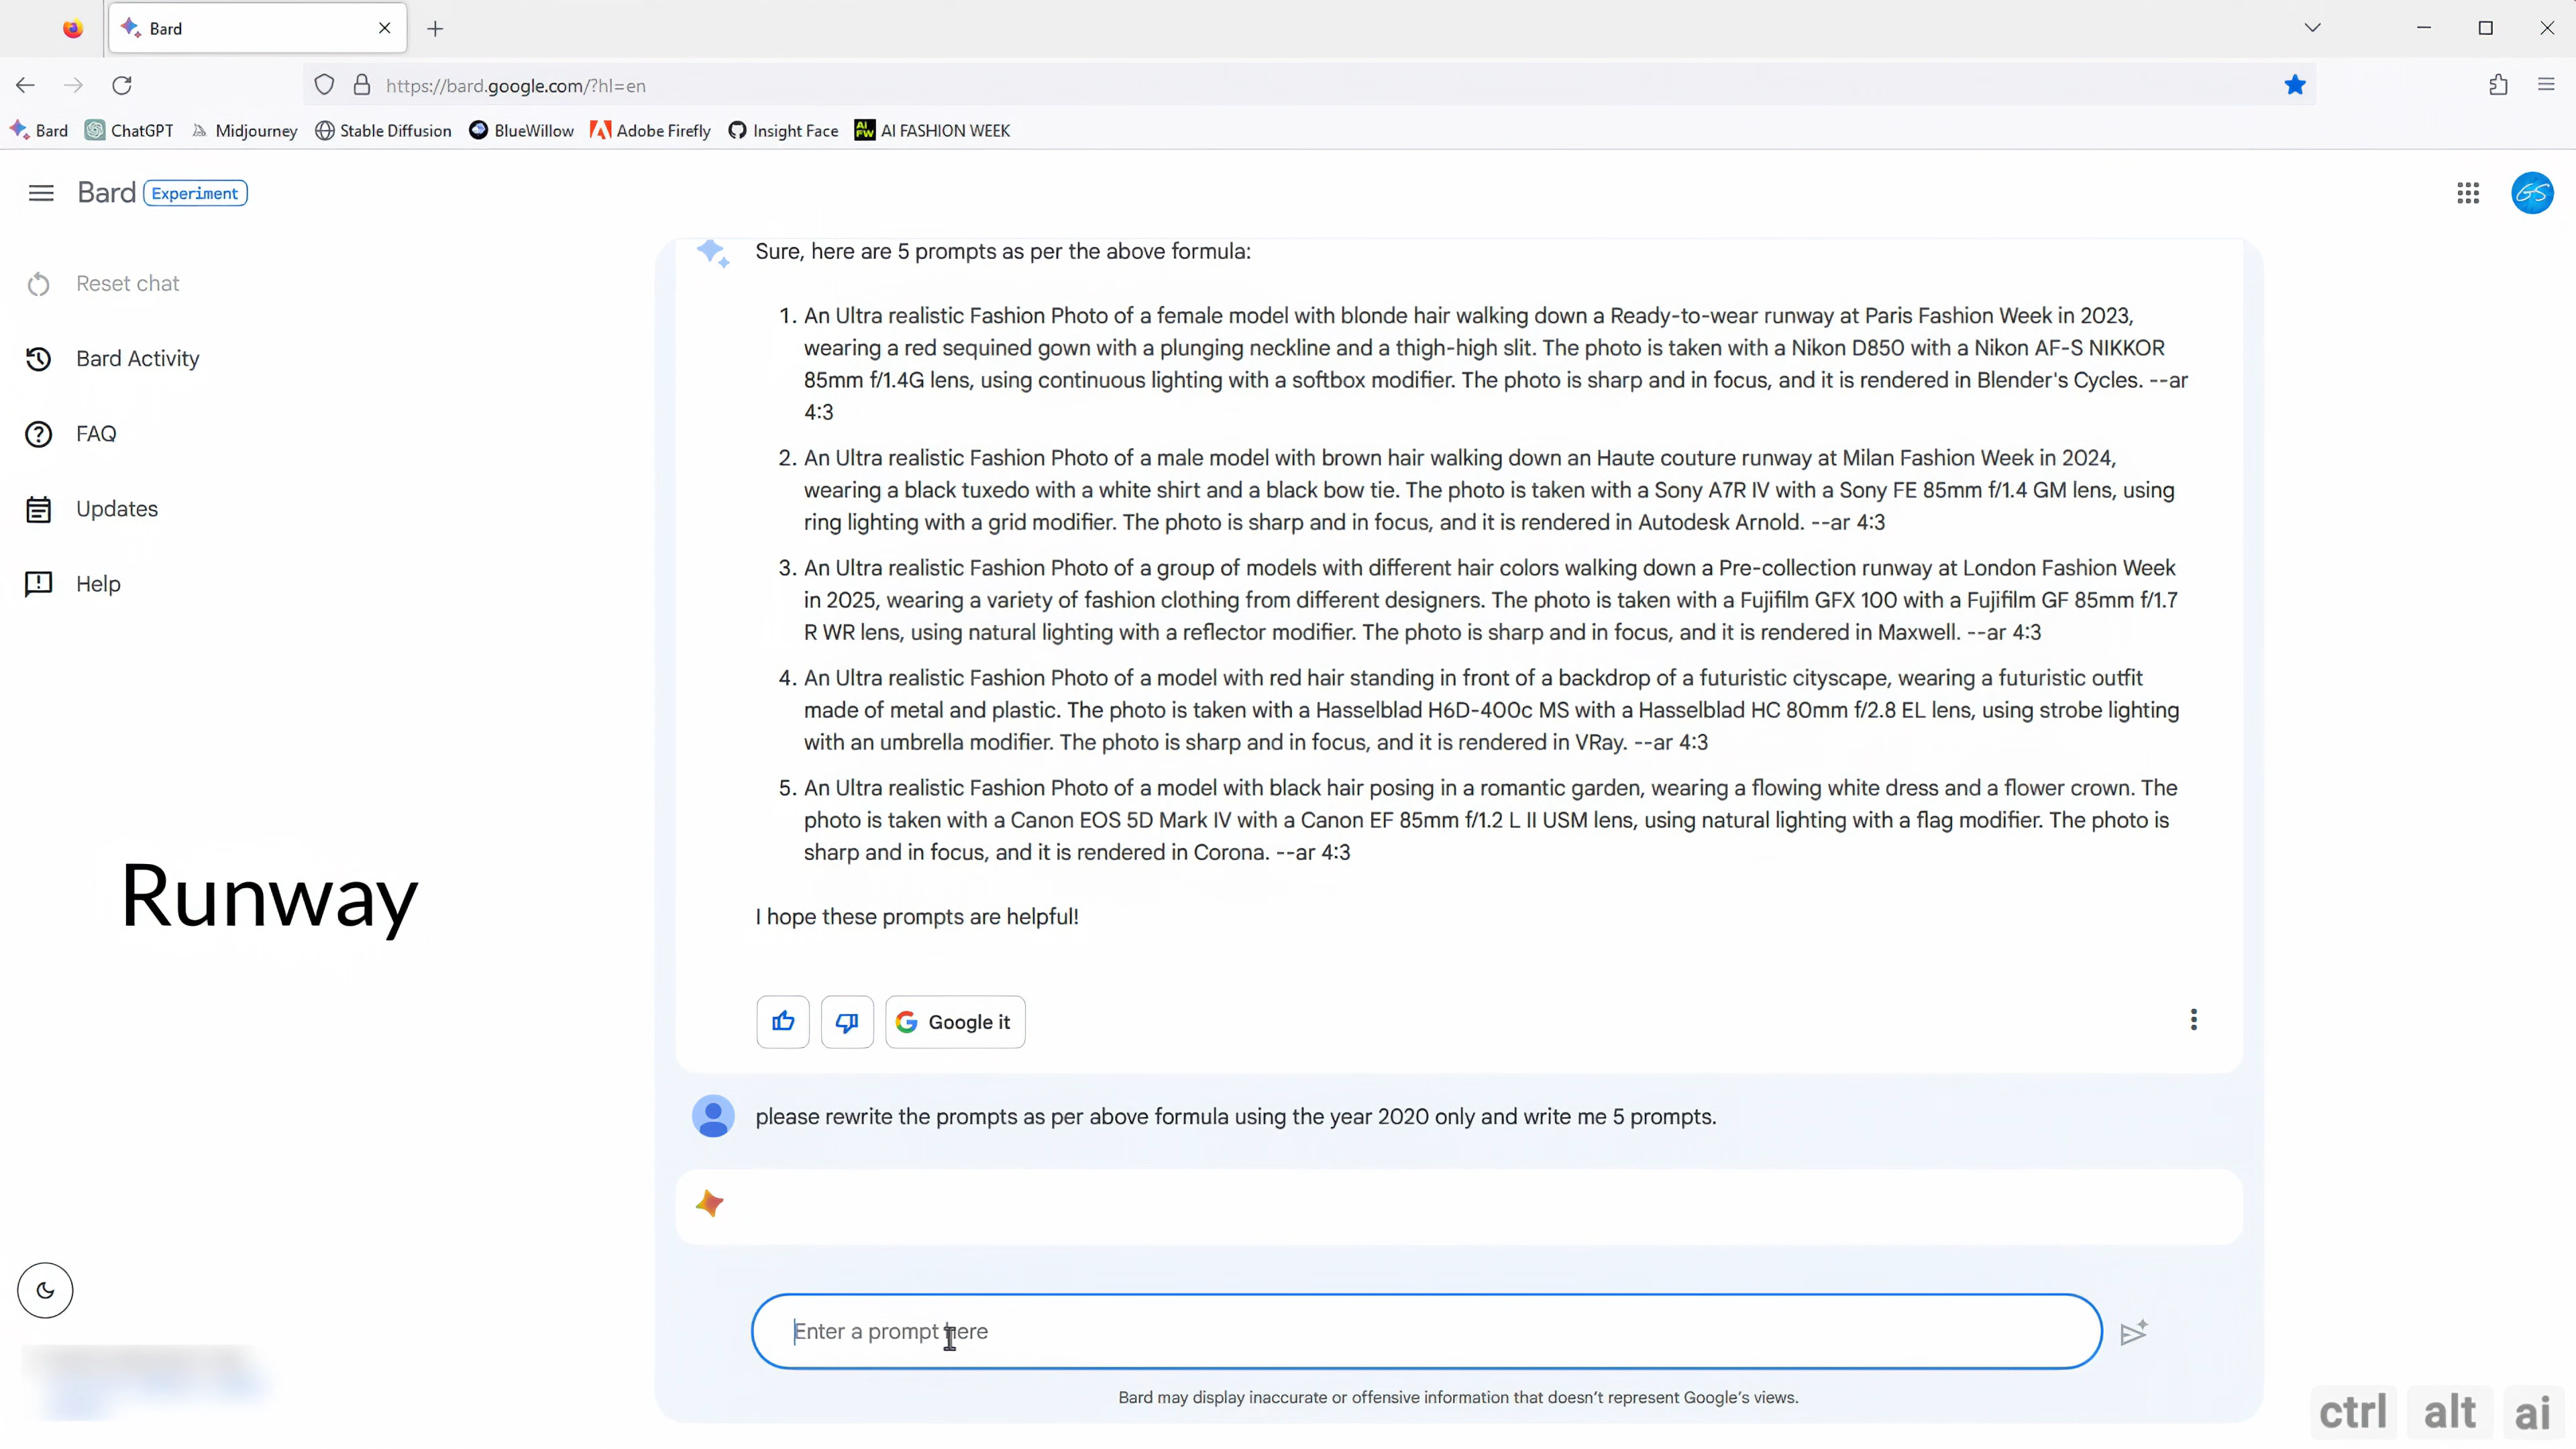 Bard
https://bard.google.com/?hl=en
Bard ChatGPT Midjourney Stable Diffusion BlueWillow Adobe Firefly Insight Face AI FASHION WEEK
Bard Experiment
GS
Reset chat
Bard Activity
FAQ
Updates
Help
Runway
Sure, here are 5 prompts as per the above formula:
1. An Ultra realistic Fashion Photo of a female model with blonde hair walking down a Ready-to-wear runway at Paris Fashion Week in 2023,
wearing a red sequined gown with a plunging neckline and a thigh-high slit. The photo is taken with a Nikon D850 with a Nikon AF-S NIKKOR
85mm f/1.4G lens, using continuous lighting with a softbox modifier. The photo is sharp and in focus, and it is rendered in Blender's Cycles. --ar
4:3
2. An Ultra realistic Fashion Photo of a male model with brown hair walking down an Haute couture runway at Milan Fashion Week in 2024,
wearing a black tuxedo with a white shirt and a black bow tie. The photo is taken with a Sony A7R IV with a Sony FE 85mm f/1.4 GM lens, using
ring lighting with a grid modifier. The photo is sharp and in focus, and it is rendered in Autodesk Arnold. --ar 4:3
3. An Ultra realistic Fashion Photo of a group of models with different hair colors walking down a Pre-collection runway at London Fashion Week
in 2025, wearing a variety of fashion clothing from different designers. The photo is taken with a Fujifilm GFX 100 with a Fujifilm GF 85mm f/1.7
R WR lens, using natural lighting with a reflector modifier. The photo is sharp and in focus, and it is rendered in Maxwell. --ar 4:3
4. An Ultra realistic Fashion Photo of a model with red hair standing in front of a backdrop of a futuristic cityscape, wearing a futuristic outfit
made of metal and plastic. The photo is taken with a Hasselblad H6D-400c MS with a Hasselblad HC 80mm f/2.8 EL lens, using strobe lighting
with an umbrella modifier. The photo is sharp and in focus, and it is rendered in VRay. --ar 4:3
5. An Ultra realistic Fashion Photo of a model with black hair posing in a romantic garden, wearing a flowing white dress and a flower crown. The
photo is taken with a Canon EOS 5D Mark IV with a Canon EF 85mm f/1.2 L II USM lens, using natural lighting with a flag modifier. The photo is
sharp and in focus, and it is rendered in Corona. --ar 4:3
I hope these prompts are helpful!
Google it
please rewrite the prompts as per above formula using the year 2020 only and write me 5 prompts.
Enter a prompt here
Bard may display inaccurate or offensive information that doesn't represent Google's views.
ctrl alt ai